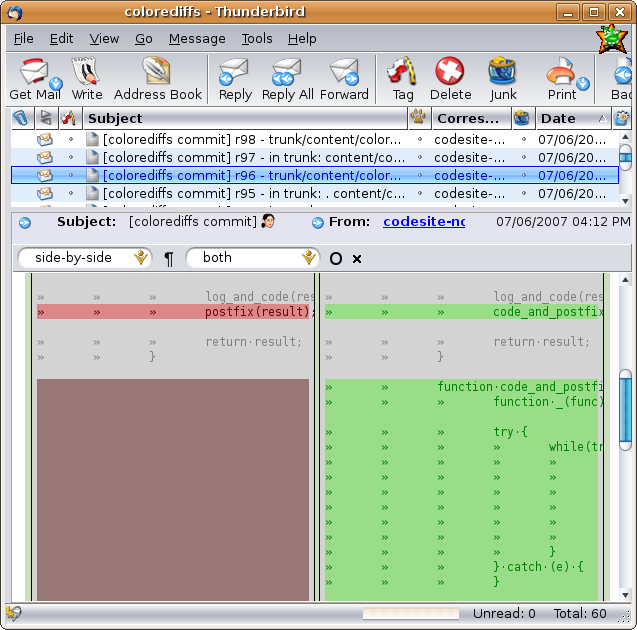 colorediffs - Thunderbird
File Edit View Go Message Tools Help
Get Mail Write Address Book Reply Reply All Forward Tag Delete Junk Print Bac
Subject Corres... Date
[colorediffs commit] r98 - trunk/content/color... codesite-... 07/06/20...
[colorediffs commit] r97 - in trunk: content/co... codesite-... 07/06/20...
[colorediffs commit] r96 - trunk/content/color... codesite-... 07/06/20...
[colorediffs commit] r95 - in trunk: . content/c... codesite-... 07/06/20...
Subject: [colorediffs commit] From: codesite-no 07/06/2007 04:12 PM
side-by-side ¶ both O ×
» » » log_and_code(res » » » log_and_code(res
» » » postfix(result); » » » code_and_postfix
» » » return·result; » » » return·result;
» » } » » }
» » function·code_and_postfi
» » » function·_(func)
» » » try·{
» » » » while(tr
» » » » »
» » » » »
» » » » »
» » » » »
» » » » »
» » » » »
» » » » }
» » » }·catch·(e)·{
» » » }
Unread: 0 Total: 60